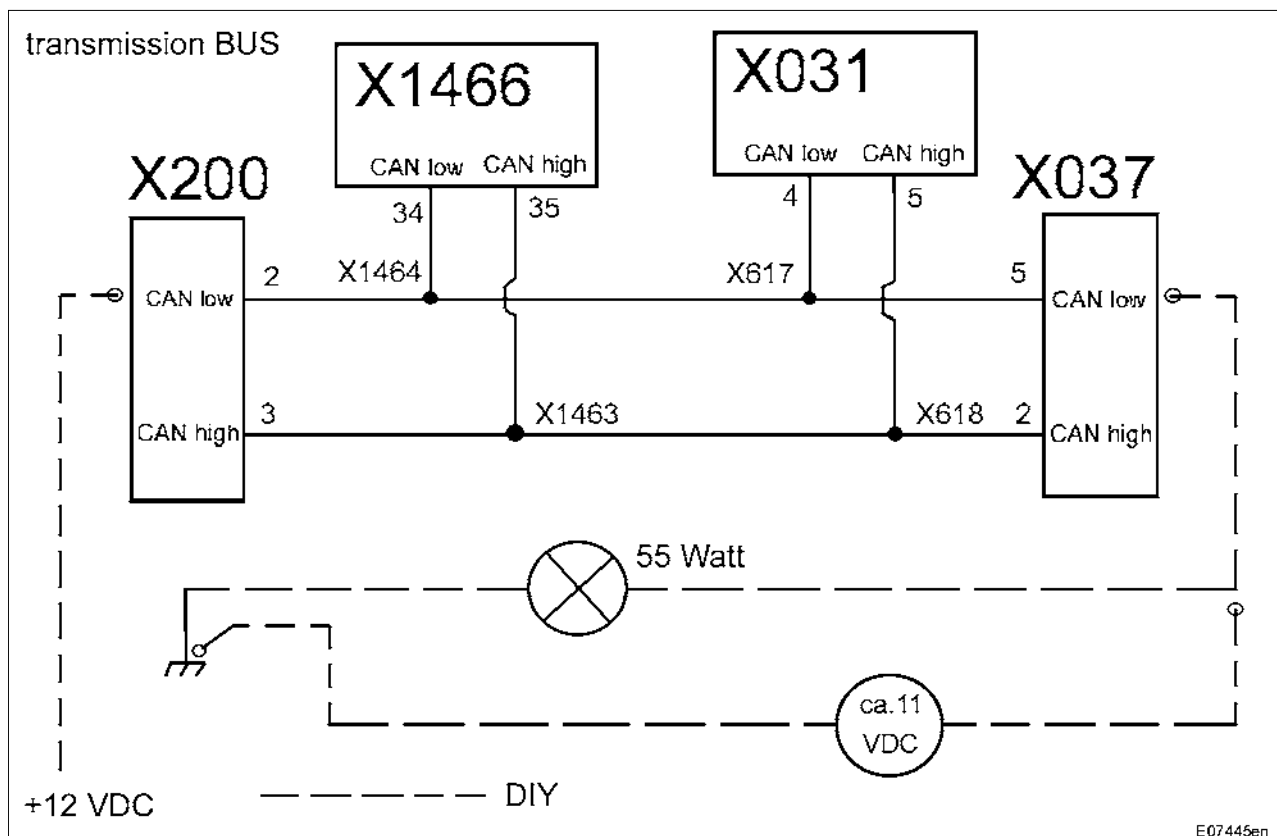 transmission BUS
X1466
CAN low CAN high
34 35
X031
CAN low CAN high
4 5
X200
CAN low 2
CAN high 3
X1464
X617
X1463
X618
X037
5 CAN low
2 CAN high
55 Watt
ca.11
VDC
+12 VDC
DIY
E07445en